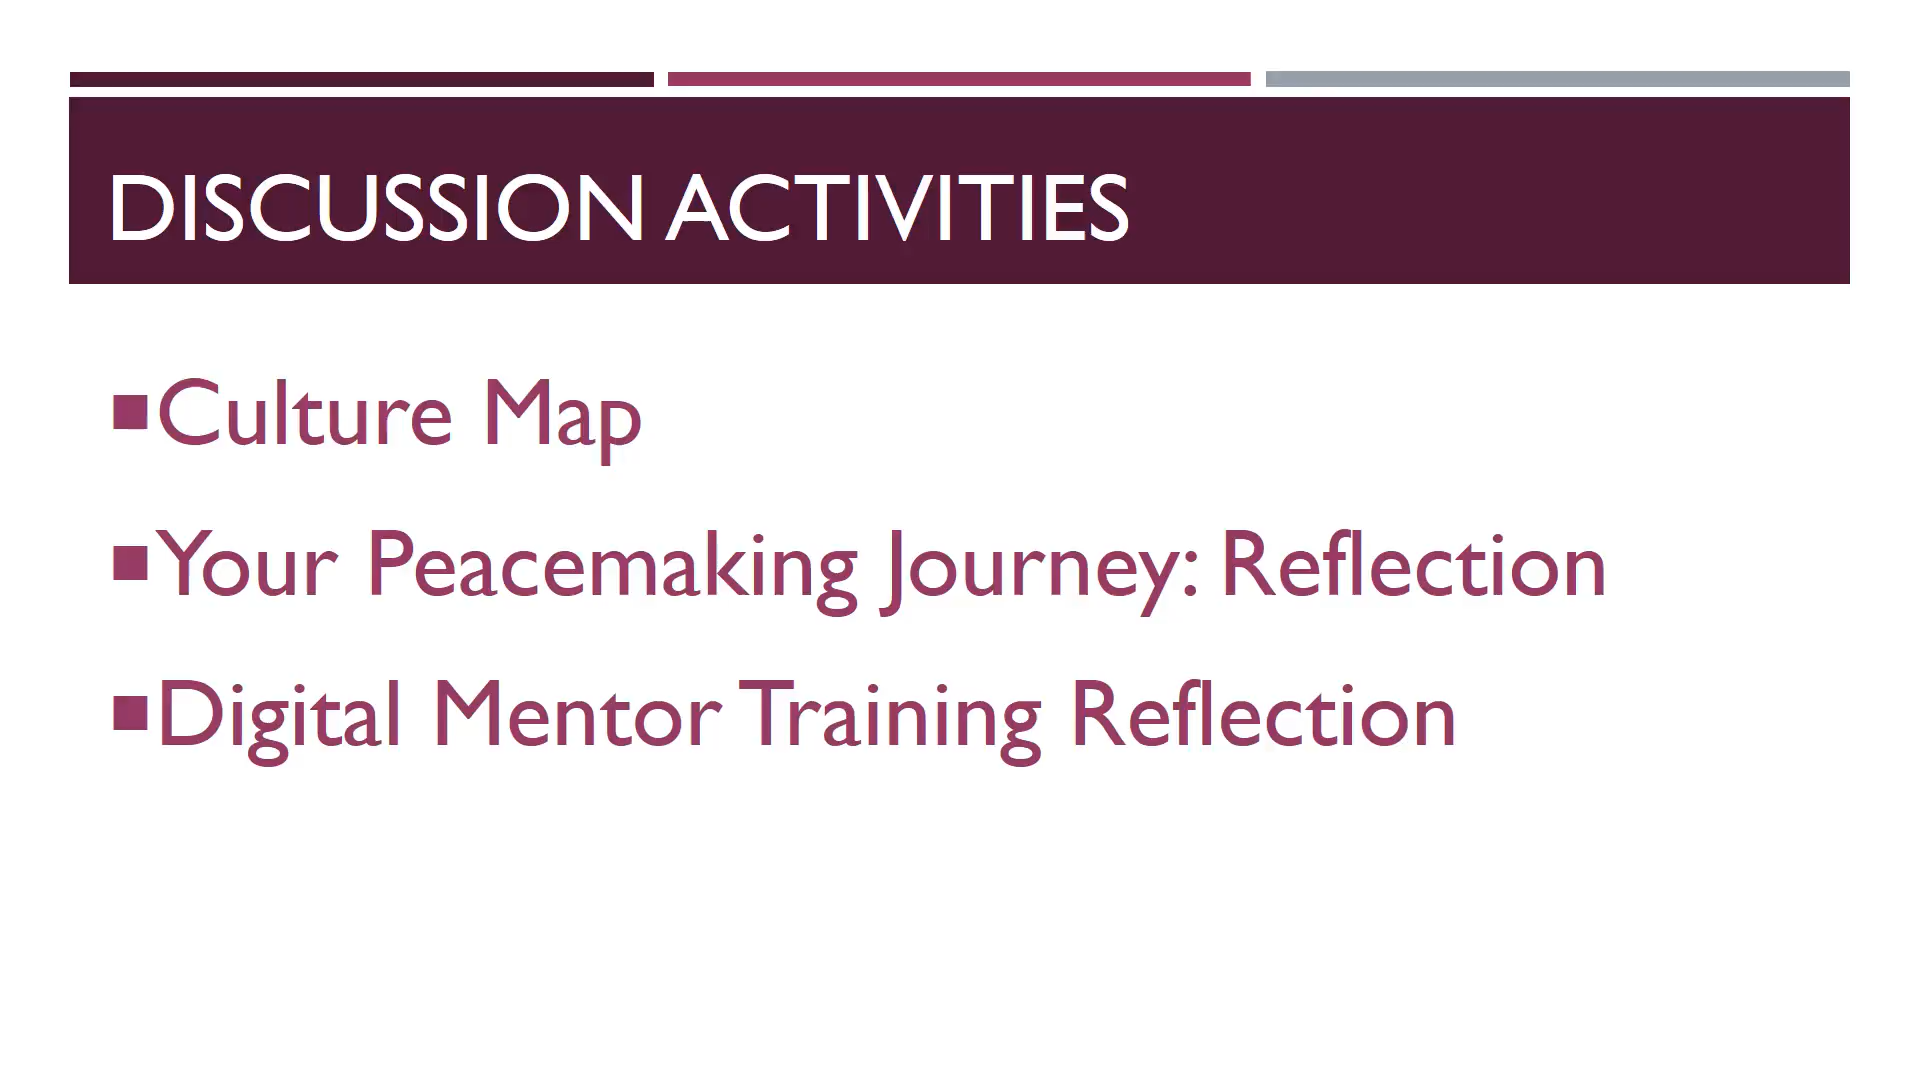 DISCUSSION ACTIVITIES
Culture Map
Your Peacemaking Journey: Reflection
Digital Mentor Training Reflection